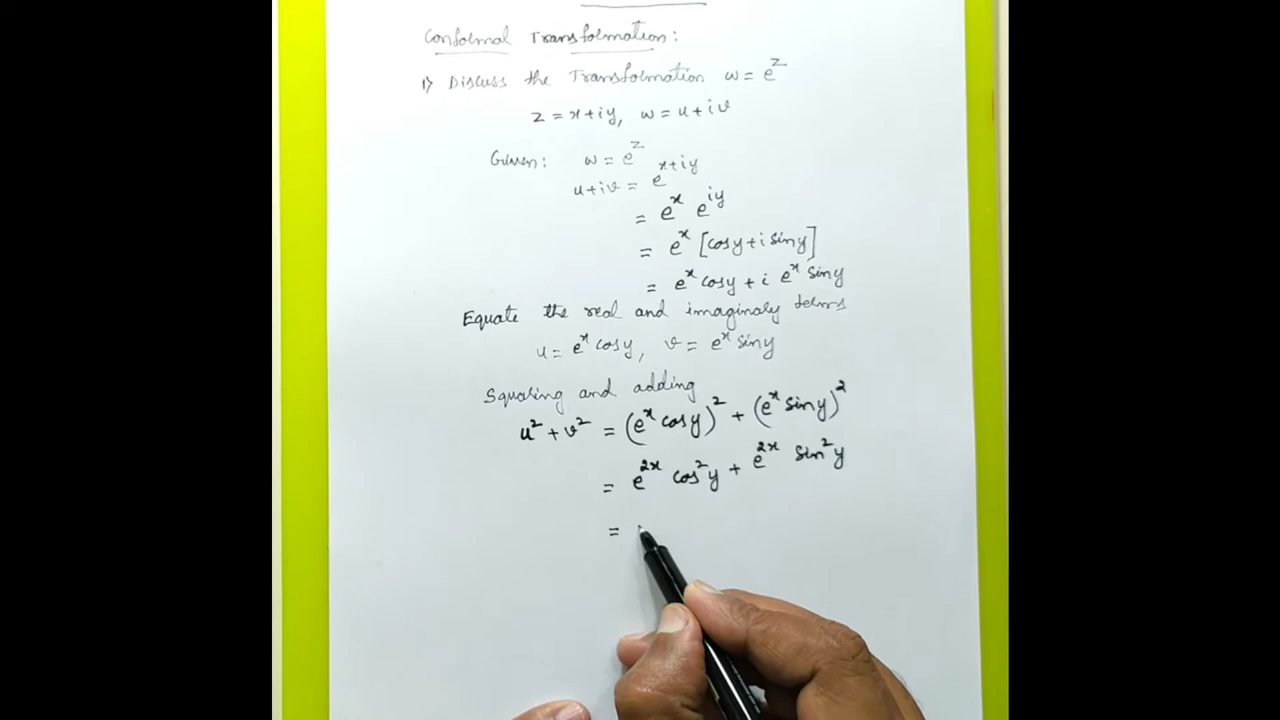 Conformal Transformation:
1) Discuss the Transformation w = e^z
z = x+iy, w = u+iv
Given: w = e^z
u+iv = e^{x+iy}
= e^x e^{iy}
= e^x [cosy+i siny]
= e^x cosy + i e^x siny
Equate the real and imaginary terms
u = e^x cosy, v = e^x siny
Squaring and adding
u² + v² = (e^x cosy)² + (e^x siny)²
= e^{2x} cos²y + e^{2x} sin²y
=